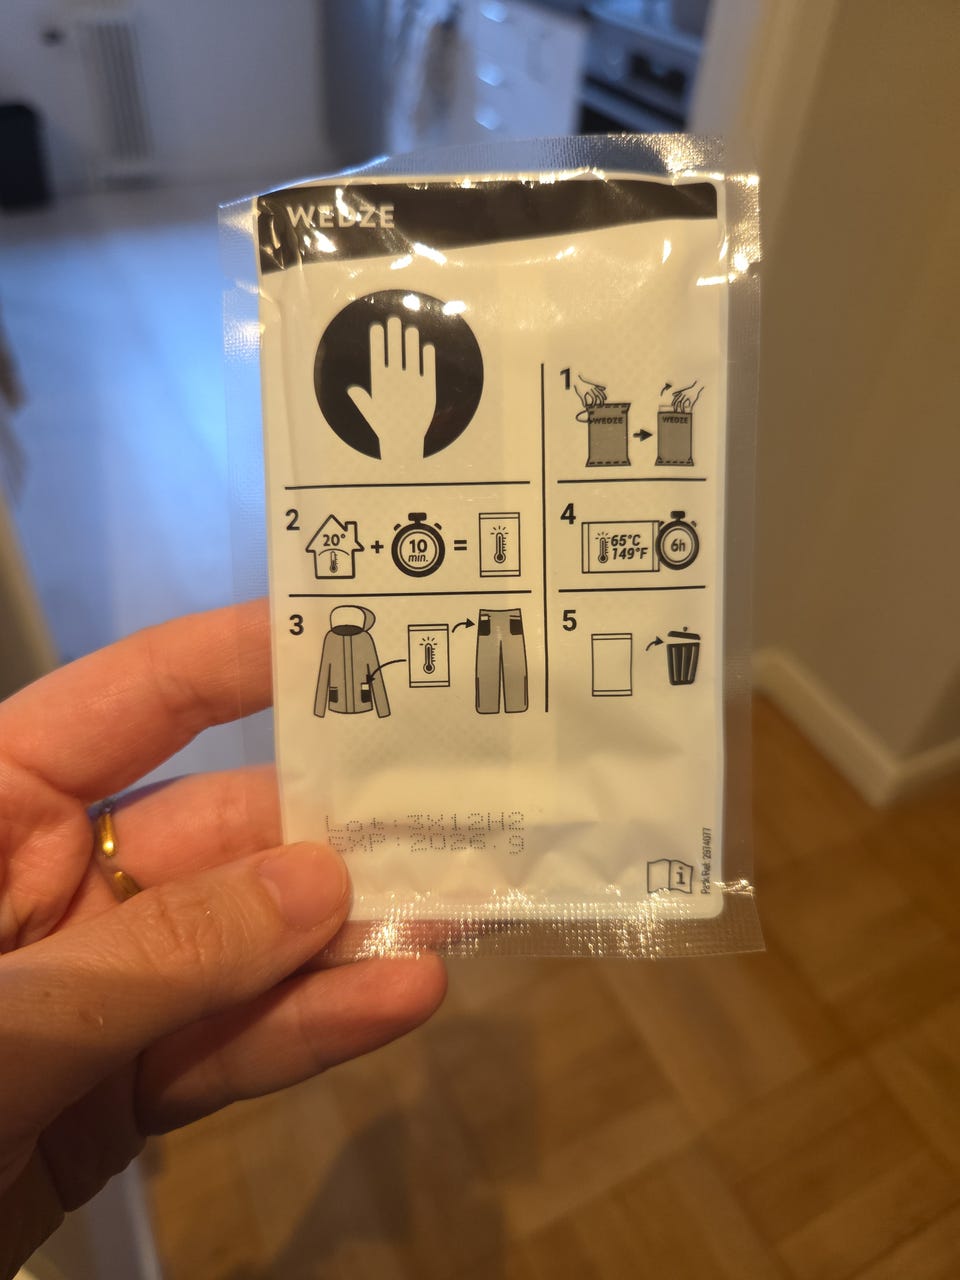 WEDZE
1
WEDZE
WEDZE
2
20°
+
10
min.
=
4
65°C
149°F
6h
3
5
Lot:3X12H2
EXP:2026.9
i